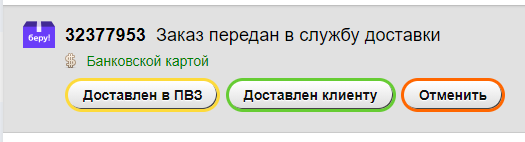 беру!
32377953 Заказ передан в службу доставки
Банковской картой
Доставлен в ПВЗ Доставлен клиенту Отменить